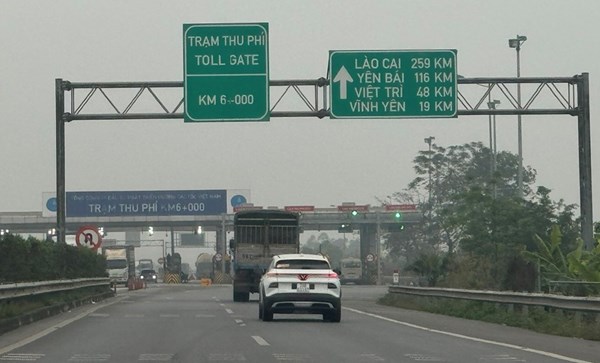 TRẠM THU PHÍ
TOLL GATE
KM 6+000
LÀO CAI 259 KM
YÊN BÁI 116 KM
VIỆT TRÌ 48 KM
VĨNH YÊN 19 KM
TRẠM THU PHÍ KM6+000